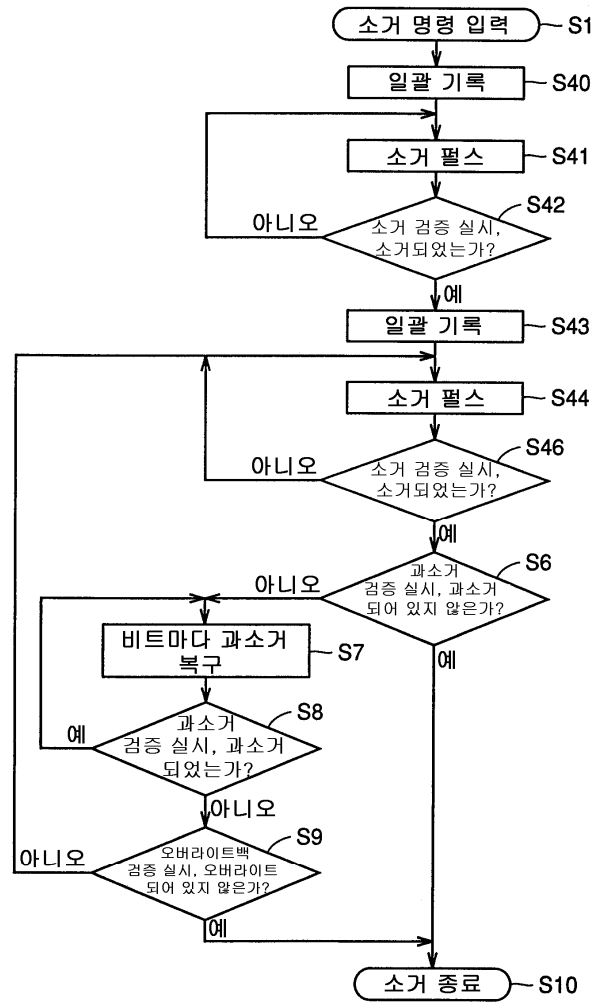 소거 명령 입력
S1
일괄 기록
S40
소거 펄스
S41
소거 검증 실시,
소거되었는가?
S42
아니오
예
일괄 기록
S43
소거 펄스
S44
소거 검증 실시,
소거되었는가?
S46
아니오
예
과소거
검증 실시, 과소거
되어 있지 않은가?
S6
아니오
예
비트마다 과소거
복구
S7
과소거
검증 실시, 과소거
되었는가?
S8
예
아니오
오버라이트백
검증 실시, 오버라이트
되어 있지 않은가?
S9
아니오
예
소거 종료
S10